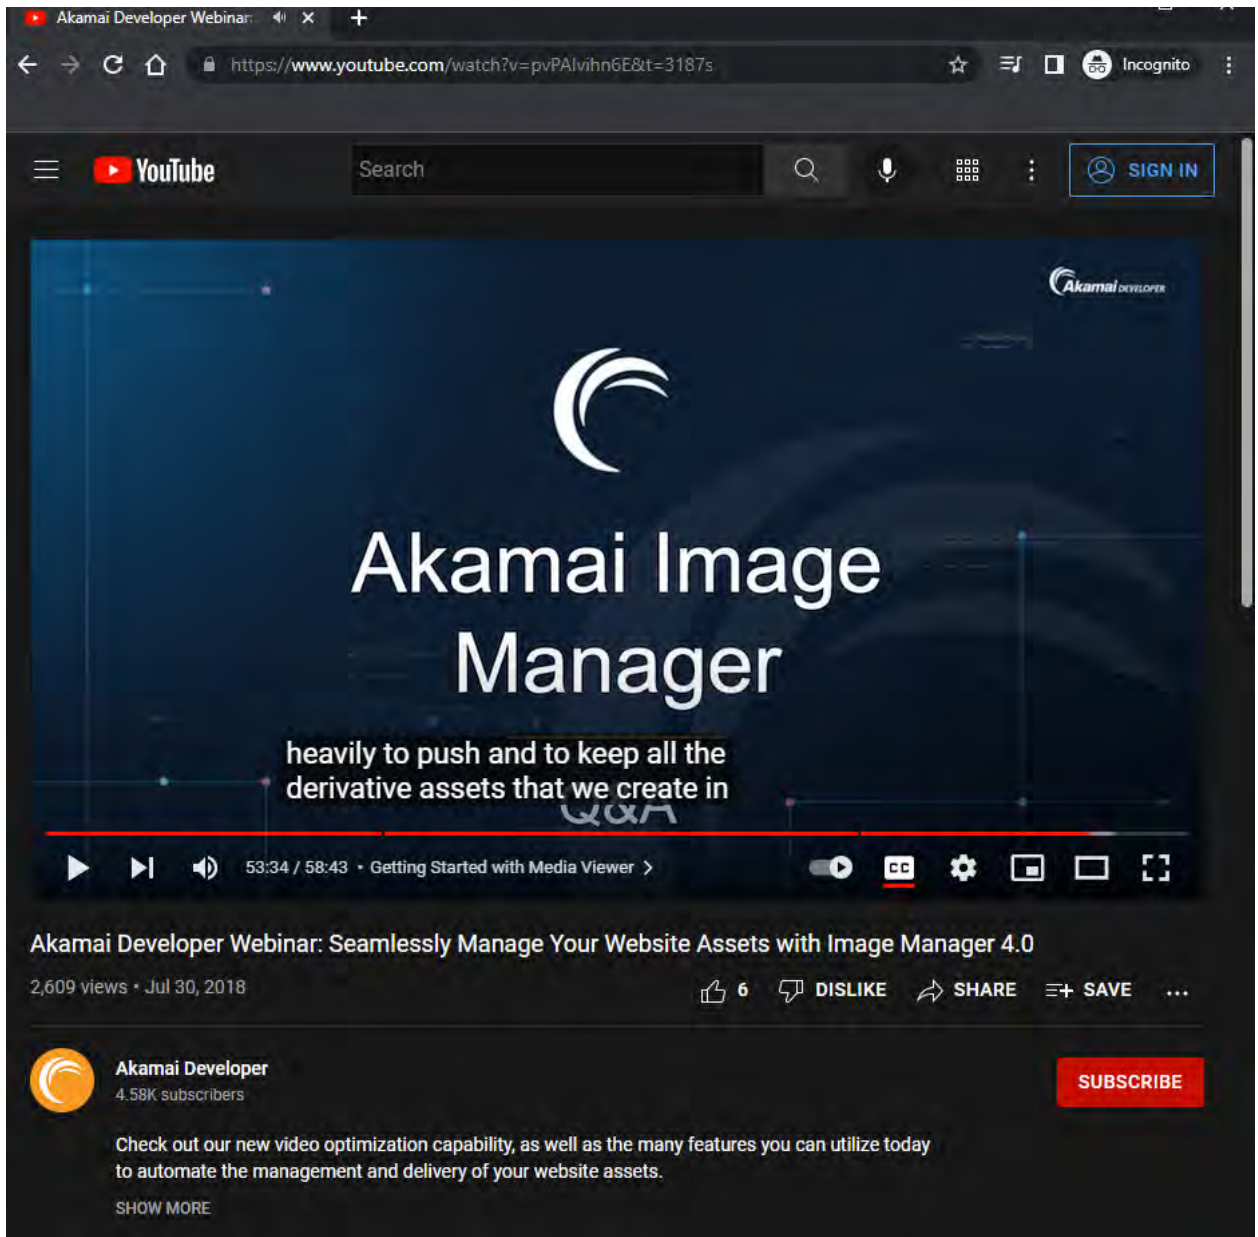 Akamai Developer Webinar:
https://www.youtube.com/watch?v=pvPAlvihn6E&t=3187s
Incognito
YouTube
Search
SIGN IN
Akamai DEVELOPER
Akamai Image
Manager
heavily to push and to keep all the
derivative assets that we create in
Q&A
53:34 / 58:43 • Getting Started with Media Viewer
CC
Akamai Developer Webinar: Seamlessly Manage Your Website Assets with Image Manager 4.0
2,609 views • Jul 30, 2018
6 DISLIKE SHARE SAVE ...
Akamai Developer
4.58K subscribers
SUBSCRIBE
Check out our new video optimization capability, as well as the many features you can utilize today
to automate the management and delivery of your website assets.
SHOW MORE